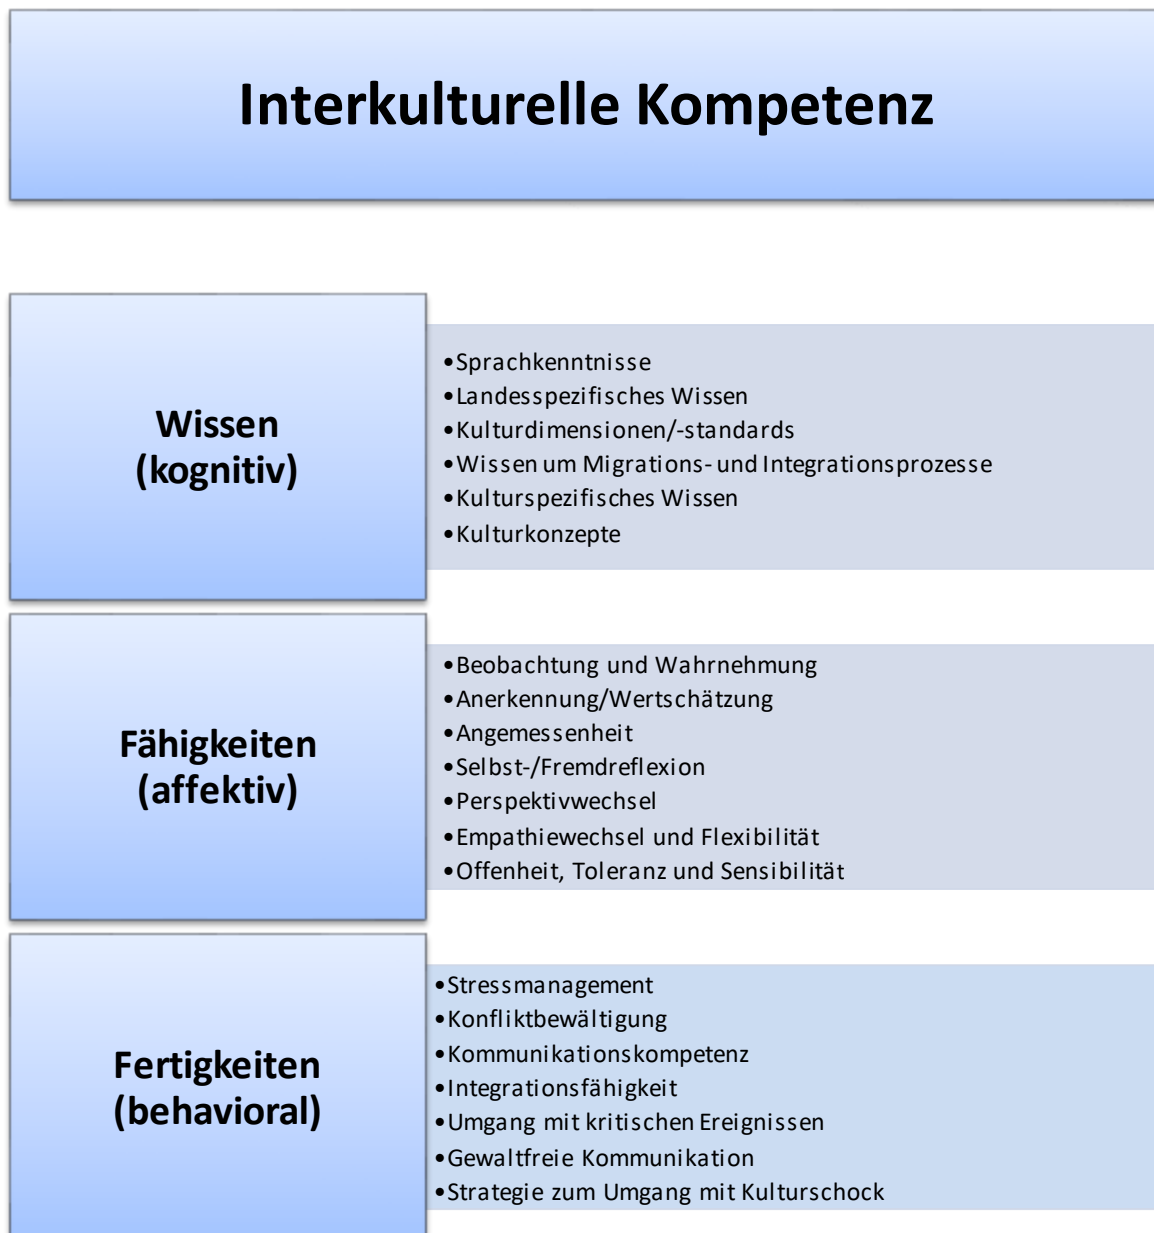 Interkulturelle Kompetenz
Wissen
(kognitiv)
•Sprachkenntnisse
•Landesspezifisches Wissen
•Kulturdimensionen/-standards
•Wissen um Migrations- und Integrationsprozesse
•Kulturspezifisches Wissen
•Kulturkonzepte
Fähigkeiten
(affektiv)
•Beobachtung und Wahrnehmung
•Anerkennung/Wertschätzung
•Angemessenheit
•Selbst-/Fremdreflexion
•Perspektivwechsel
•Empathiewechsel und Flexibilität
•Offenheit, Toleranz und Sensibilität
Fertigkeiten
(behavioral)
•Stressmanagement
•Konfliktbewältigung
•Kommunikationskompetenz
•Integrationsfähigkeit
•Umgang mit kritischen Ereignissen
•Gewaltfreie Kommunikation
•Strategie zum Umgang mit Kulturschock